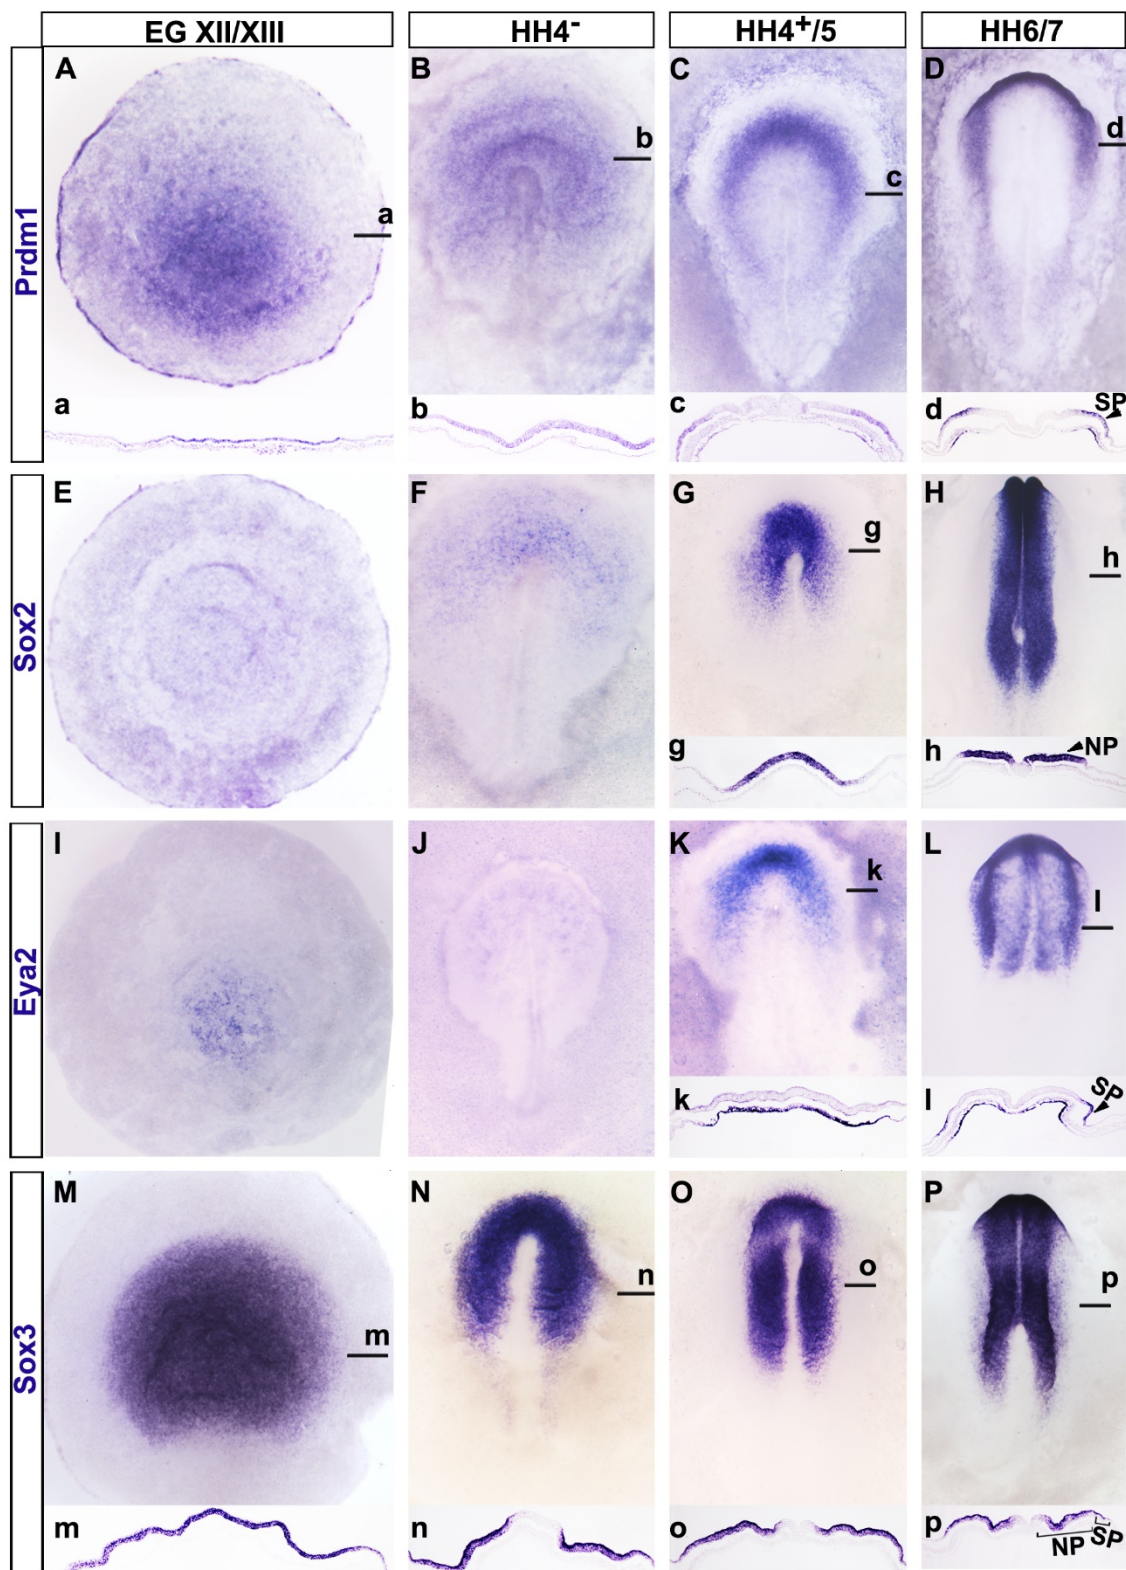 EG XII/XIII
HH4⁻
HH4⁺/5
HH6/7
Prdm1
A
a
B
b
C
c
D
d
a
b
c
d
SP
Sox2
E
F
G
g
H
h
g
h
NP
Eya2
I
J
K
k
L
l
k
l
SP
Sox3
M
m
N
n
O
o
P
p
m
n
o
p
NP
SP